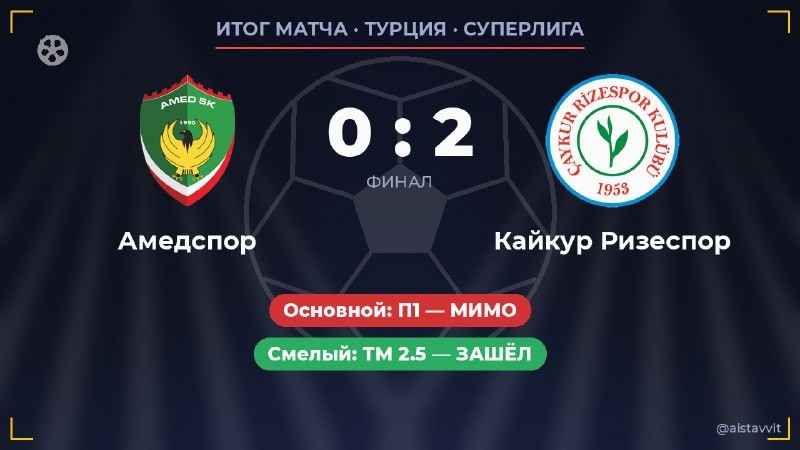 ИТОГ МАТЧА · ТУРЦИЯ · СУПЕРЛИГА
AMED SK
1990
0 : 2
ФИНАЛ
ÇAYKUR RİZESPOR KULÜBÜ
1953
Амедспор
Кайкур Ризеспор
Основной: П1 — МИМО
Смелый: ТМ 2.5 — ЗАШЁЛ
@aistavvit